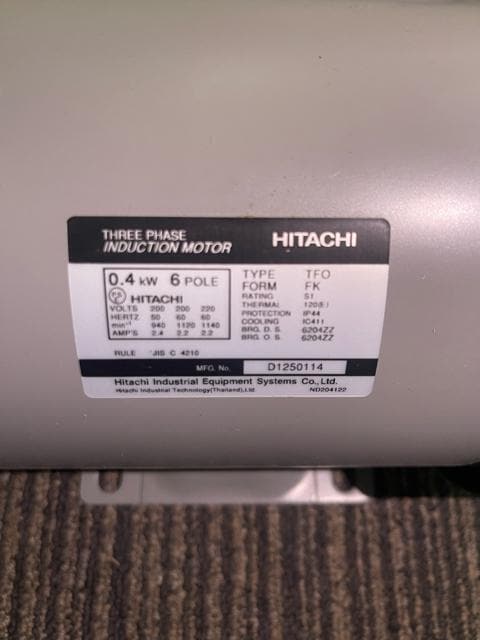 THREE PHASE
INDUCTION MOTOR
HITACHI
0.4 kW 6 POLE
HITACHI
VOLTS 200 200 220
HERTZ 50 60 60
min⁻¹ 940 1120 1140
AMP'S 2.4 2.2 2.2
RULE JIS C 4210
TYPE TFO
FORM FK
RATING S1
THERMAL 120(E)
PROTECTION IP44
COOLING IC411
BRG. D. S. 6204ZZ
BRG. O. S. 6204ZZ
MFG. No. D1250114
Hitachi Industrial Equipment Systems Co., Ltd.
Hitachi Industrial Technology(Thailand),Ltd. ND204122